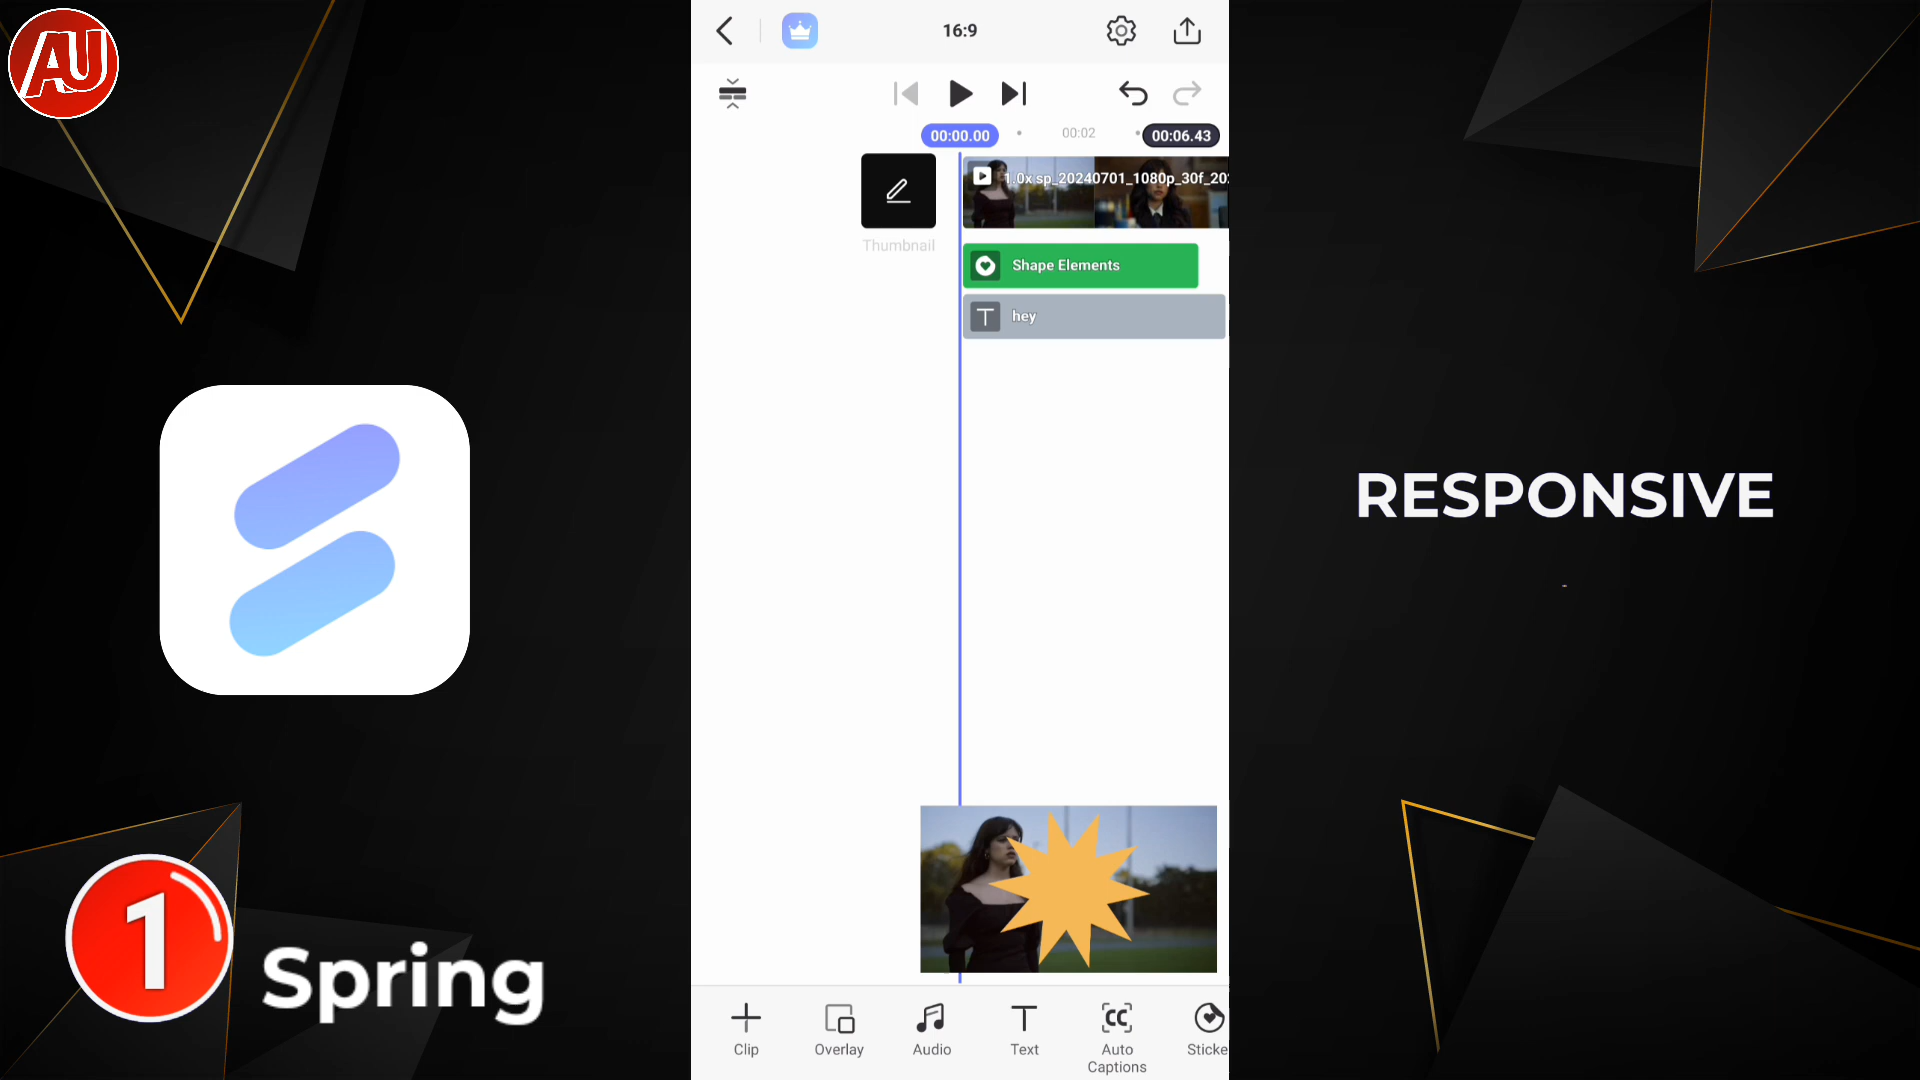 AU
16:9
00:00.00
00:02
00:06.43
1.0x sp_20240701_1080p_30f_20
Thumbnail
Shape Elements
T hey
RESPONSIVE
1
Spring
Clip
Overlay
Audio
Text
CC
Auto
Captions
Sticke